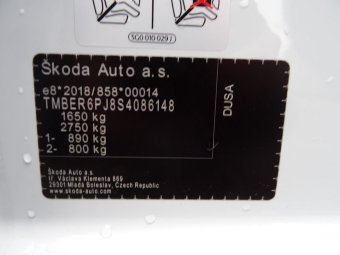 5G0 010 029 J
Škoda Auto a.s.
e8*2018/858*00014
TMBER6PJ8S4086148
1650 kg
2750 kg
1- 890 kg
2- 800 kg
DUSA
Škoda Auto a.s.
tř. Václava Klementa 869
29301 Mladá Boleslav, Czech Republic
www.skoda-auto.com